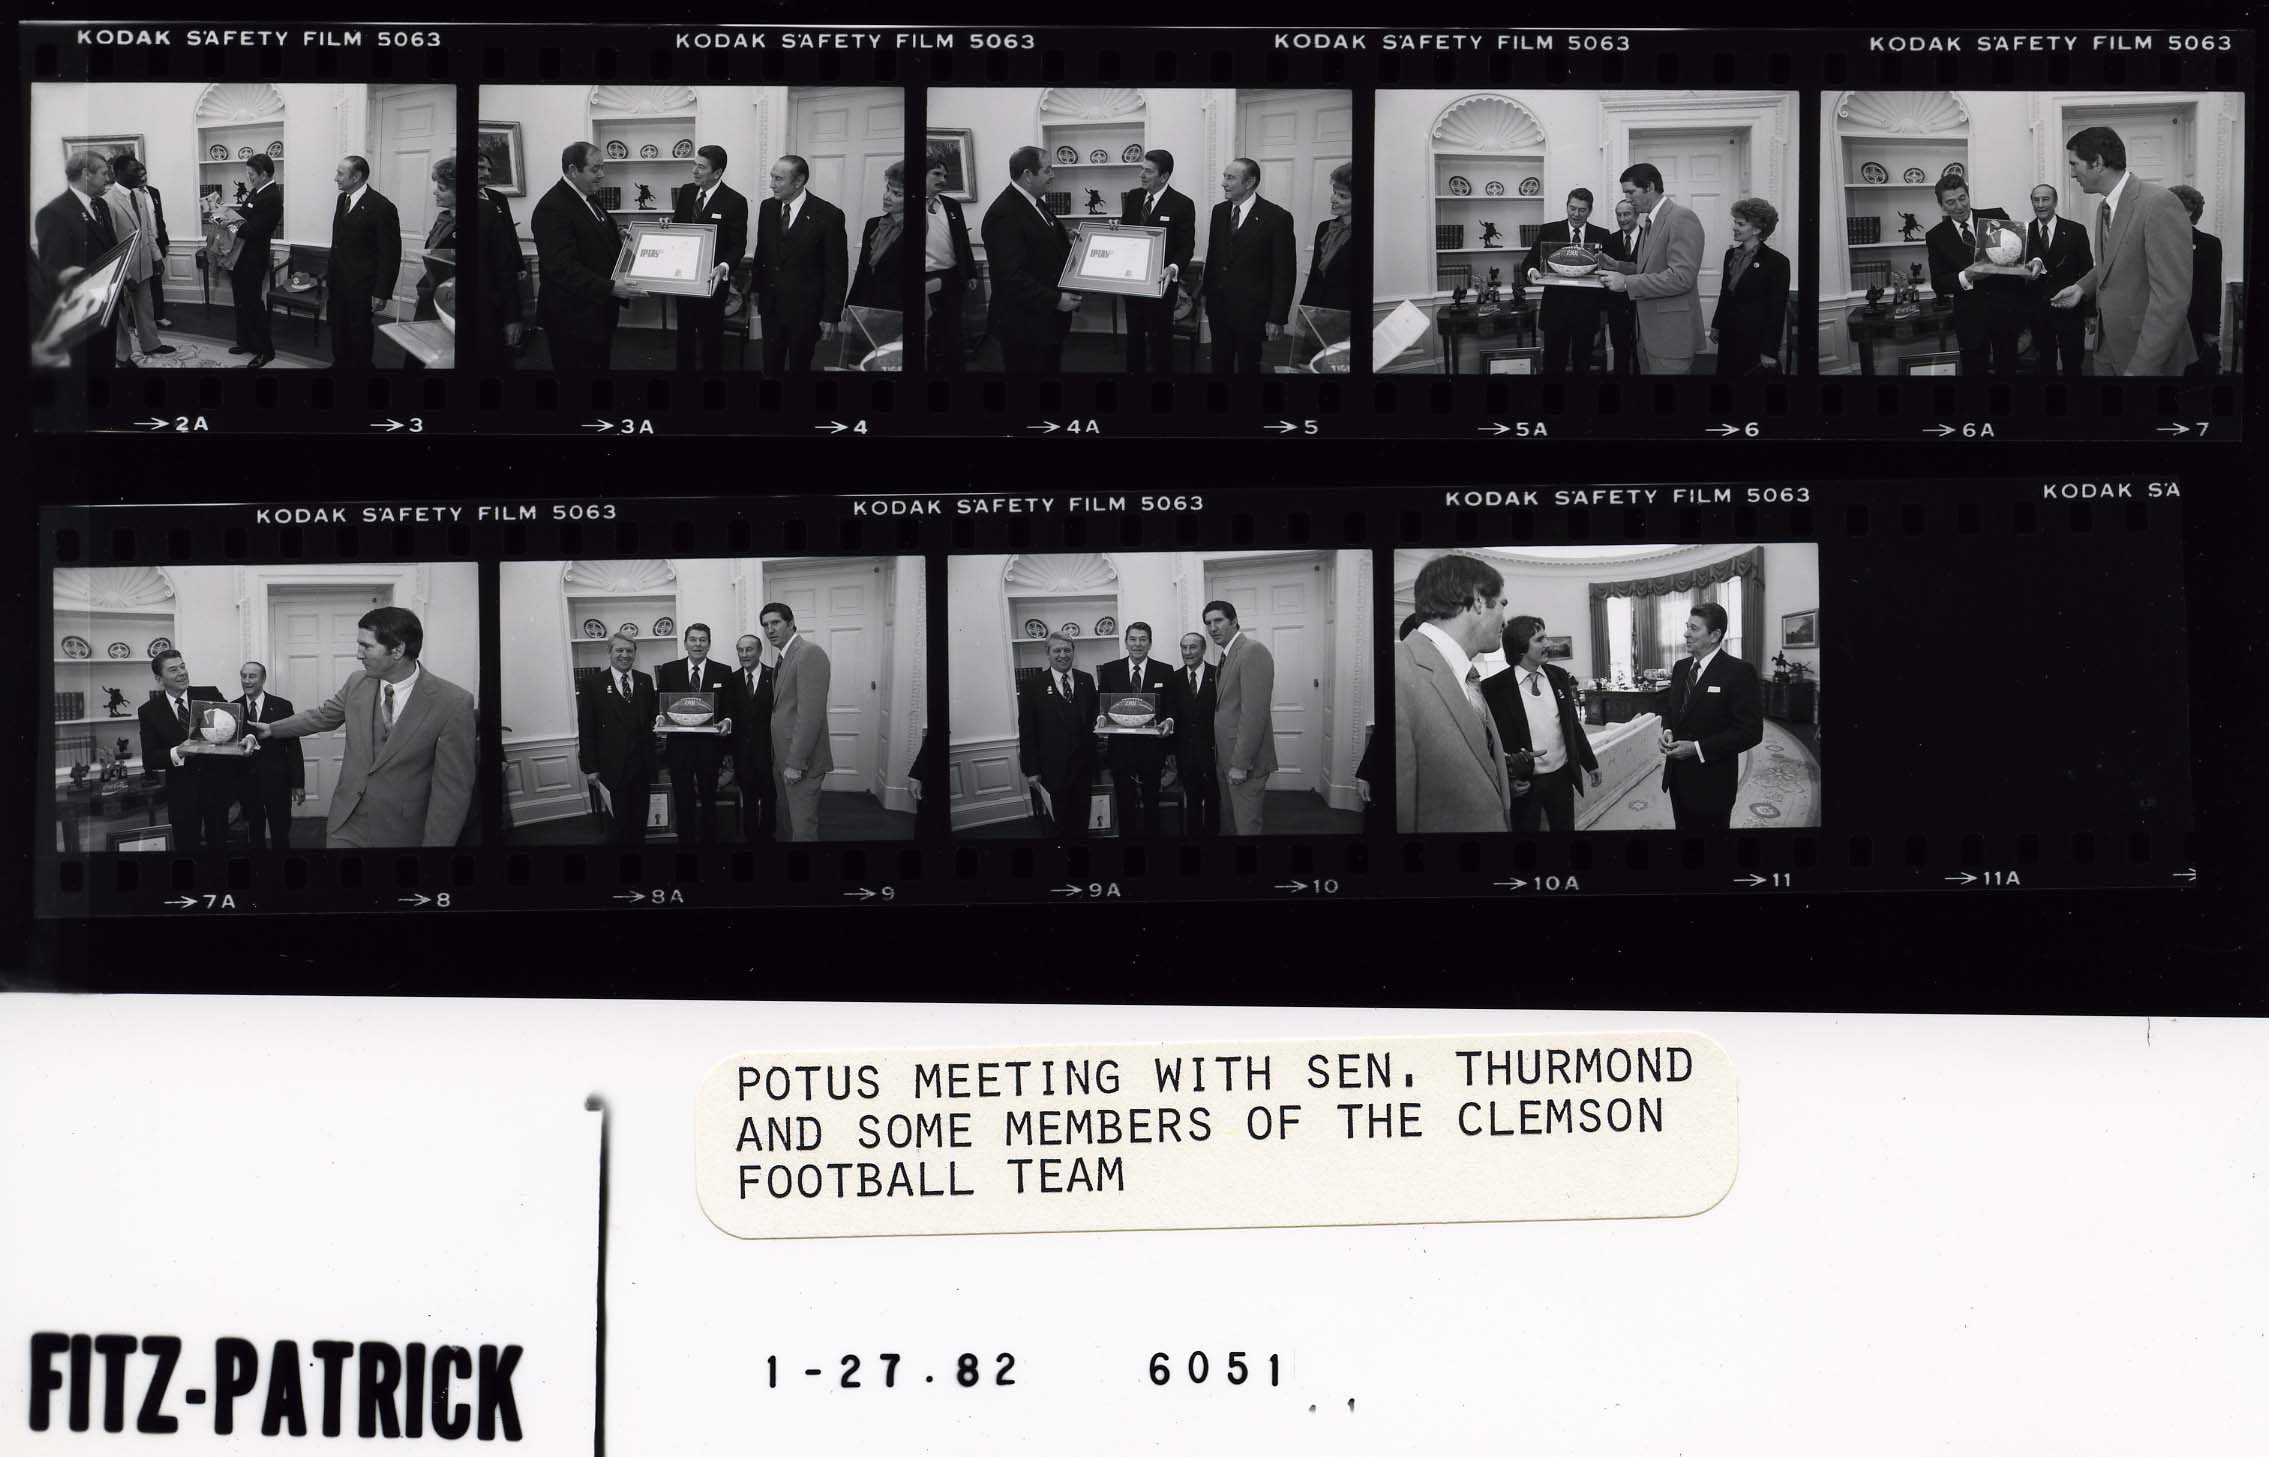 KODAK SAFETY FILM 5063 KODAK SAFETY FILM 5063 KODAK SAFETY FILM 5063 KODAK SAFETY FILM 5063
IPTAY
→2A →3 →3A →4 →4A →5 →5A →6 →6A →7
KODAK SAFETY FILM 5063 KODAK SAFETY FILM 5063 KODAK SAFETY FILM 5063 KODAK SA
→7A →8 →8A →9 →9A →10 →10A →11 →11A →
POTUS MEETING WITH SEN. THURMOND
AND SOME MEMBERS OF THE CLEMSON
FOOTBALL TEAM
FITZ-PATRICK
1-27.82 6051